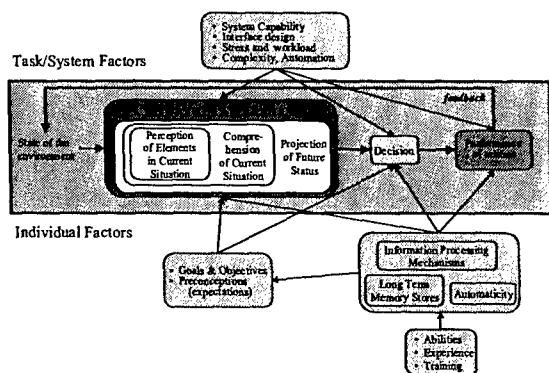 • System Capability
• Interface design
• Stress and workload
• Complexity, Automation
Task/System Factors
feedback
State of the
environment
Perception
of Elements
in Current
Situation
Compre-
hension
of Current
Situation
Projection
of Future
Status
Decision
Individual Factors
• Goals & Objectives
• Preconceptions
(expectations)
Information Processing
Mechanisms
Long Term
Memory Stores
Automaticity
• Abilities
• Experience
• Training